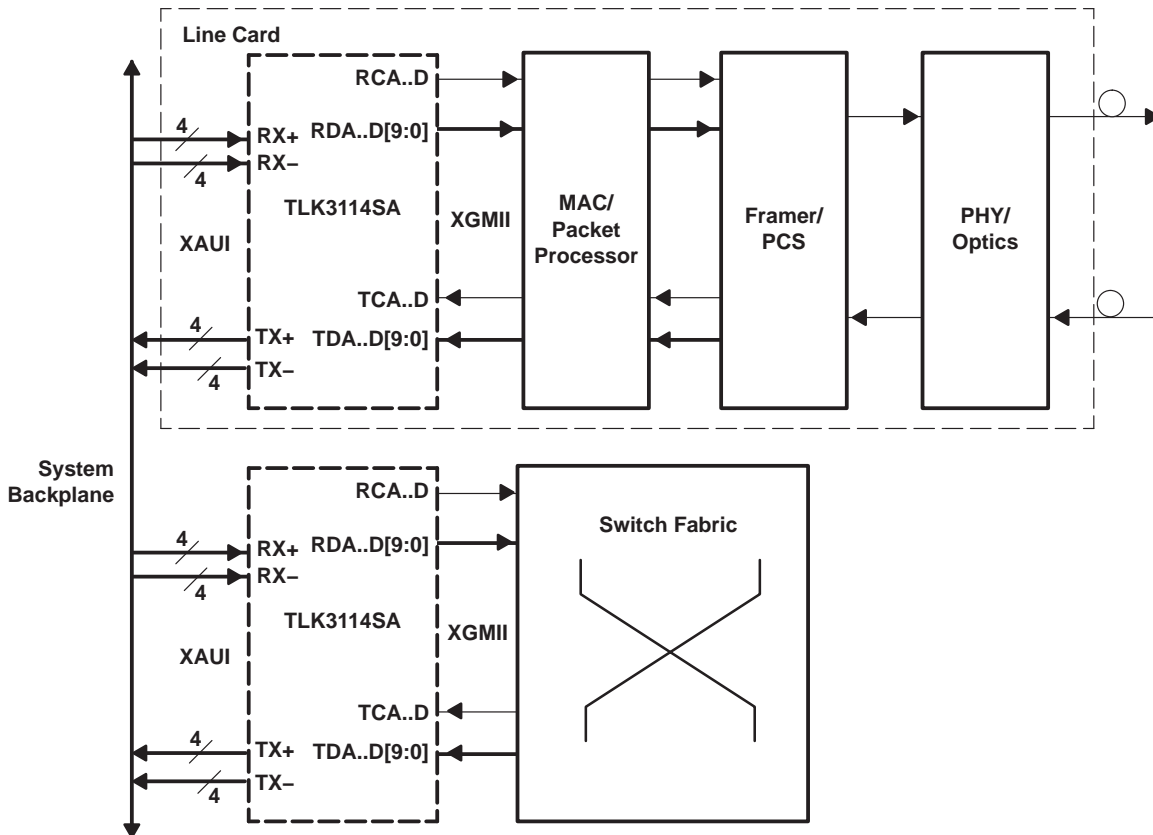 Line Card
RCA..D
4
RX+
RDA..D[9:0]
RX–
4
TLK3114SA
XAUI
XGMII
MAC/
Packet
Processor
Framer/
PCS
PHY/
Optics
TCA..D
4
TX+
TDA..D[9:0]
TX–
4
System
Backplane
RCA..D
Switch Fabric
4
RX+
RDA..D[9:0]
RX–
4
TLK3114SA
XGMII
XAUI
TCA..D
4
TX+
TDA..D[9:0]
TX–
4